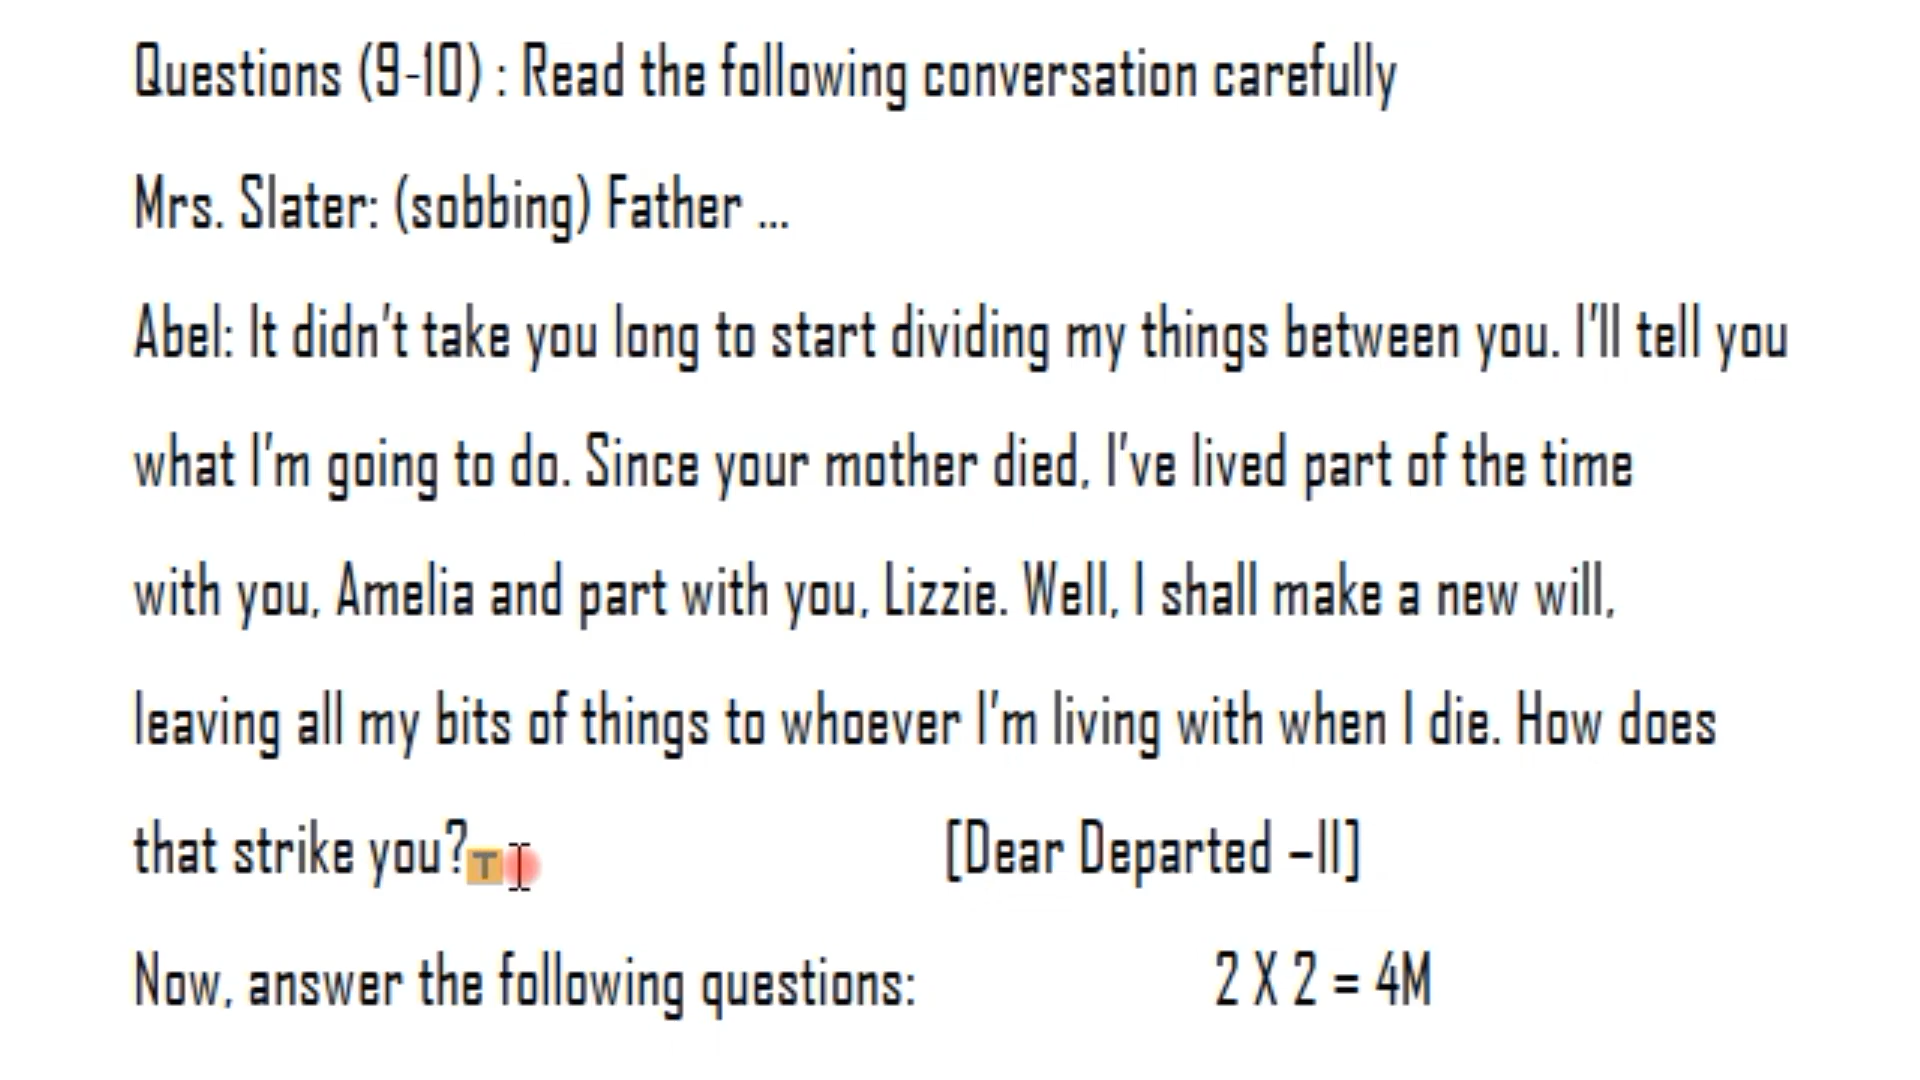 Questions (9-10) : Read the following conversation carefully
Mrs. Slater: (sobbing) Father ...
Abel: It didn't take you long to start dividing my things between you. I'll tell you
what I'm going to do. Since your mother died, I've lived part of the time
with you, Amelia and part with you, Lizzie. Well, I shall make a new will,
leaving all my bits of things to whoever I'm living with when I die. How does
that strike you? T [Dear Departed –II]
Now, answer the following questions: 2 X 2 = 4M